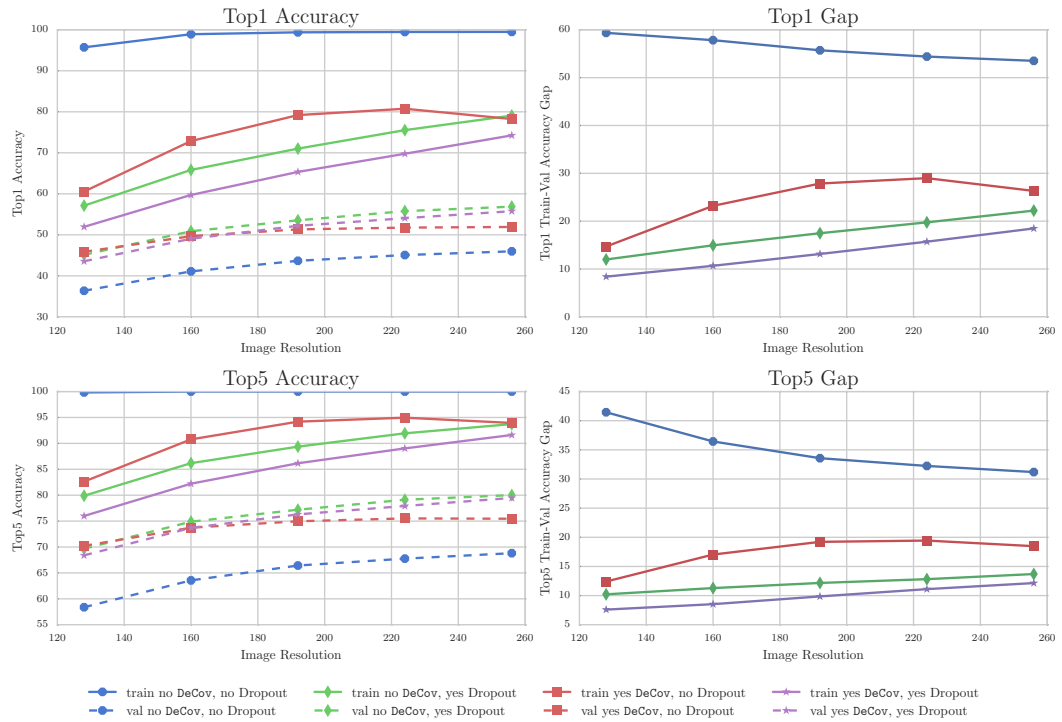 Top1 Accuracy
100
90
80
70
60
50
40
30
120 140 160 180 200 220 240 260
Top1 Accuracy
Image Resolution
Top1 Gap
60
50
40
30
20
10
0
120 140 160 180 200 220 240 260
Top1 Train-Val Accuracy Gap
Image Resolution
Top5 Accuracy
100
95
90
85
80
75
70
65
60
55
120 140 160 180 200 220 240 260
Top5 Accuracy
Image Resolution
Top5 Gap
45
40
35
30
25
20
15
10
5
120 140 160 180 200 220 240 260
Top5 Train-Val Accuracy Gap
Image Resolution
train no DeCov, no Dropout
train no DeCov, yes Dropout
train yes DeCov, no Dropout
train yes DeCov, yes Dropout
val no DeCov, no Dropout
val no DeCov, yes Dropout
val yes DeCov, no Dropout
val yes DeCov, yes Dropout